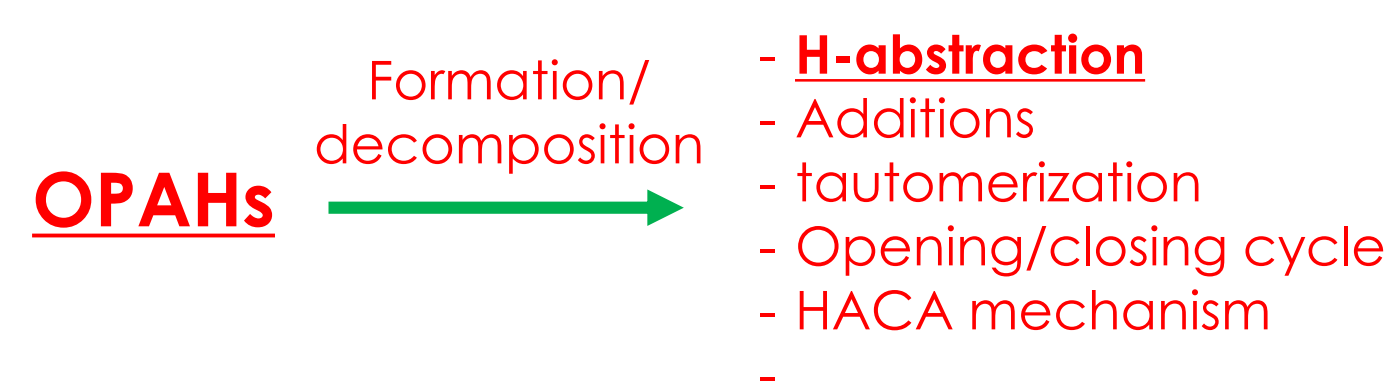 OPAHs
Formation/
decomposition
- H-abstraction
- Additions
- tautomerization
- Opening/closing cycle
- HACA mechanism
-